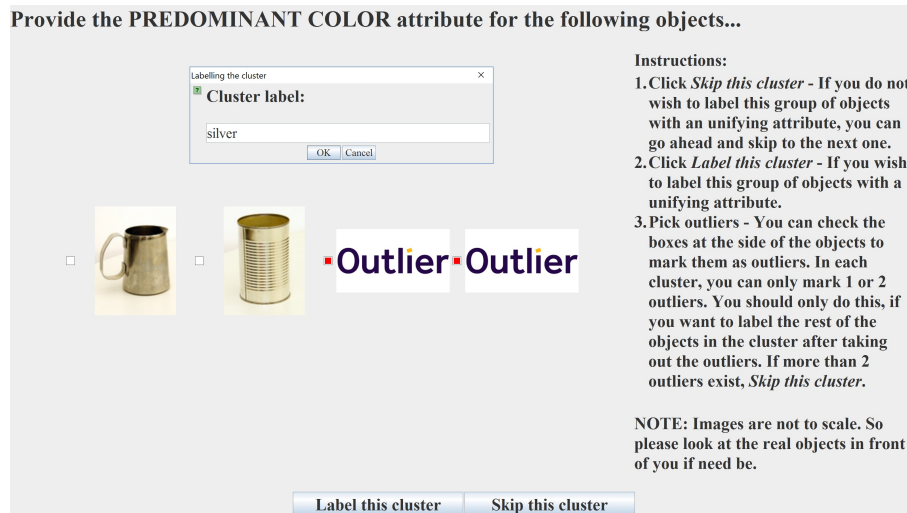 Provide the PREDOMINANT COLOR attribute for the following objects...
Labelling the cluster
?
Cluster label:
silver
OK Cancel
Outlier Outlier
Instructions:
1. Click Skip this cluster - If you do not
wish to label this group of objects
with an unifying attribute, you can
go ahead and skip to the next one.
2. Click Label this cluster - If you wish
to label this group of objects with a
unifying attribute.
3. Pick outliers - You can check the
boxes at the side of the objects to
mark them as outliers. In each
cluster, you can only mark 1 or 2
outliers. You should only do this, if
you want to label the rest of the
objects in the cluster after taking
out the outliers. If more than 2
outliers exist, Skip this cluster.
NOTE: Images are not to scale. So
please look at the real objects in front
of you if need be.
Label this cluster Skip this cluster